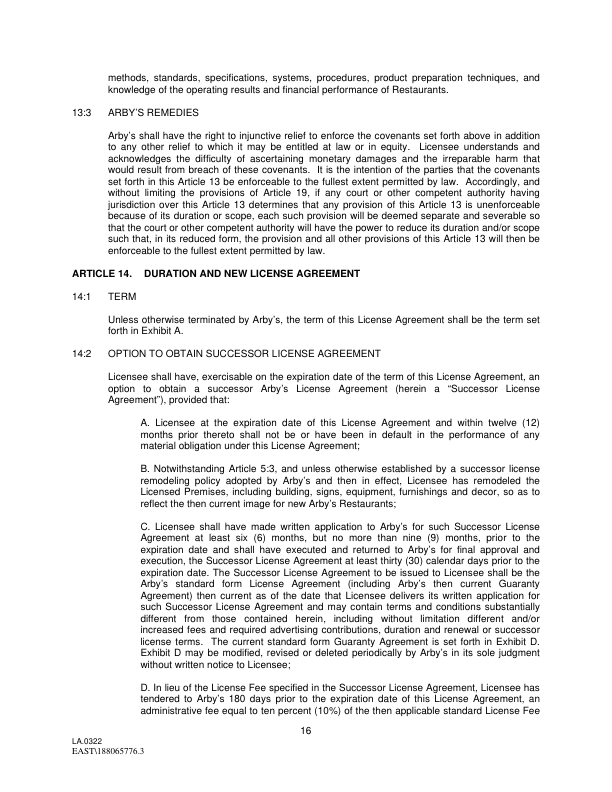 methods, standards, specifications, systems, procedures, product preparation techniques, and
knowledge of the operating results and financial performance of Restaurants.
13:3 ARBY'S REMEDIES
Arby's shall have the right to injunctive relief to enforce the covenants set forth above in addition
to any other relief to which it may be entitled at law or in equity. Licensee understands and
acknowledges the difficulty of ascertaining monetary damages and the irreparable harm that
would result from breach of these covenants. It is the intention of the parties that the covenants
set forth in this Article 13 be enforceable to the fullest extent permitted by law. Accordingly, and
without limiting the provisions of Article 19, if any court or other competent authority having
jurisdiction over this Article 13 determines that any provision of this Article 13 is unenforceable
because of its duration or scope, each such provision will be deemed separate and severable so
that the court or other competent authority will have the power to reduce its duration and/or scope
such that, in its reduced form, the provision and all other provisions of this Article 13 will then be
enforceable to the fullest extent permitted by law.
ARTICLE 14. DURATION AND NEW LICENSE AGREEMENT
14:1 TERM
Unless otherwise terminated by Arby's, the term of this License Agreement shall be the term set
forth in Exhibit A.
14:2 OPTION TO OBTAIN SUCCESSOR LICENSE AGREEMENT
Licensee shall have, exercisable on the expiration date of the term of this License Agreement, an
option to obtain a successor Arby's License Agreement (herein a "Successor License
Agreement"), provided that:
A. Licensee at the expiration date of this License Agreement and within twelve (12)
months prior thereto shall not be or have been in default in the performance of any
material obligation under this License Agreement;
B. Notwithstanding Article 5:3, and unless otherwise established by a successor license
remodeling policy adopted by Arby's and then in effect, Licensee has remodeled the
Licensed Premises, including building, signs, equipment, furnishings and decor, so as to
reflect the then current image for new Arby's Restaurants;
C. Licensee shall have made written application to Arby's for such Successor License
Agreement at least six (6) months, but no more than nine (9) months, prior to the
expiration date and shall have executed and returned to Arby's for final approval and
execution, the Successor License Agreement at least thirty (30) calendar days prior to the
expiration date. The Successor License Agreement to be issued to Licensee shall be the
Arby's standard form License Agreement (including Arby's then current Guaranty
Agreement) then current as of the date that Licensee delivers its written application for
such Successor License Agreement and may contain terms and conditions substantially
different from those contained herein, including without limitation different and/or
increased fees and required advertising contributions, duration and renewal or successor
license terms. The current standard form Guaranty Agreement is set forth in Exhibit D.
Exhibit D may be modified, revised or deleted periodically by Arby's in its sole judgment
without written notice to Licensee;
D. In lieu of the License Fee specified in the Successor License Agreement, Licensee has
tendered to Arby's 180 days prior to the expiration date of this License Agreement, an
administrative fee equal to ten percent (10%) of the then applicable standard License Fee
16
LA.0322
EAST\188065776.3